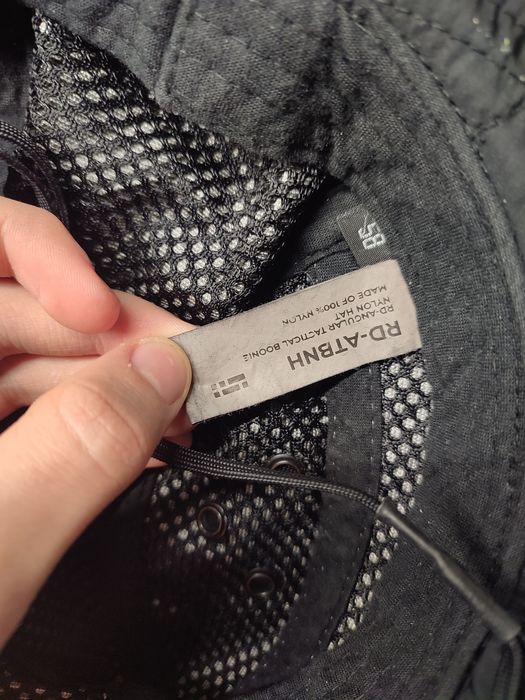 RD-ATBNH
RD-ANGULAR TACTICAL BOONIE
NYLON HAT
MADE OF 100% NYLON
58